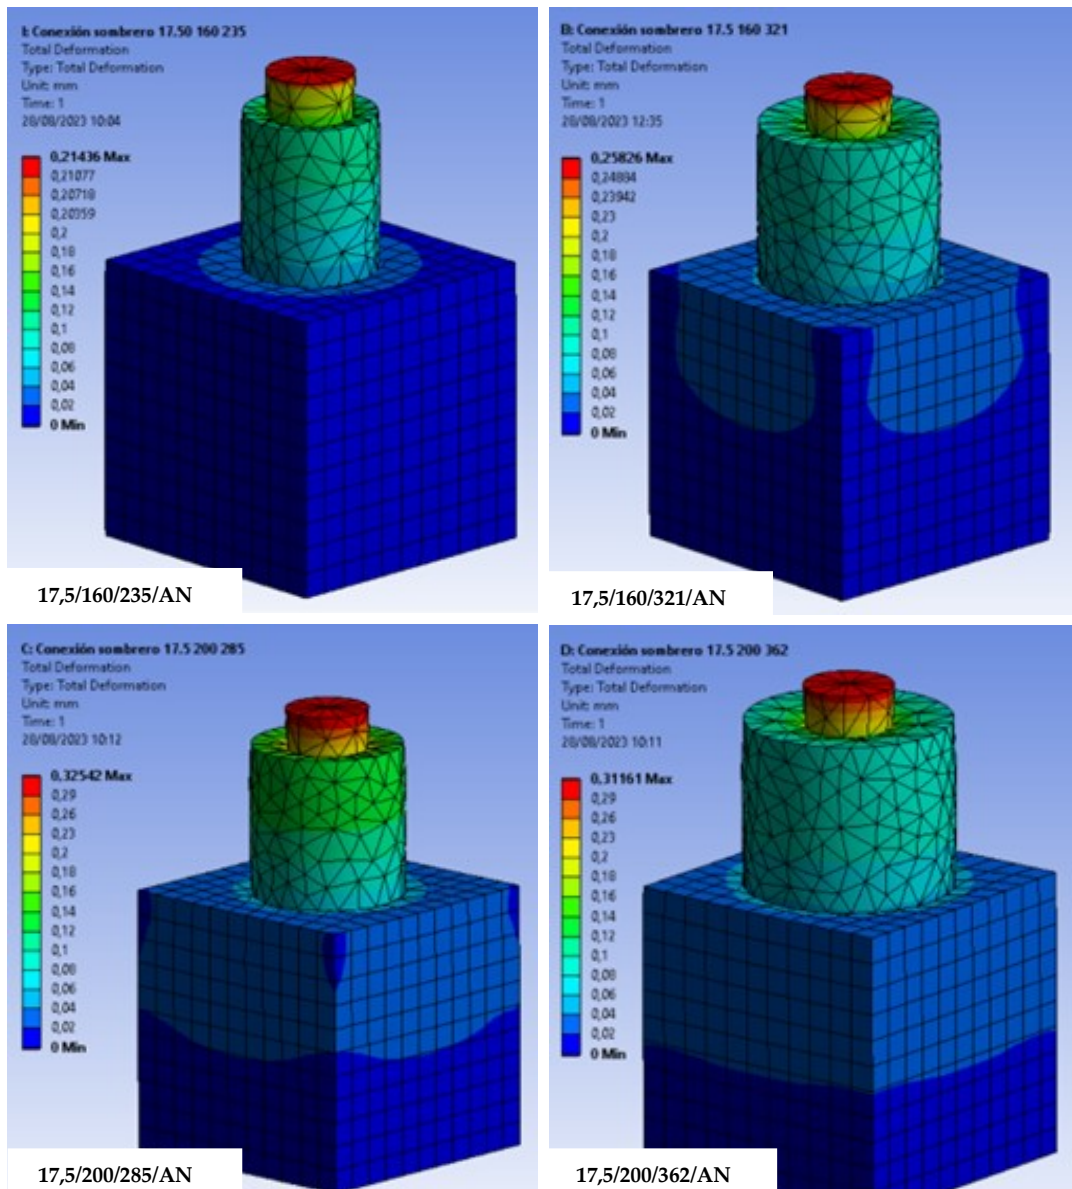 I: Conexión sombrero 17.50 160 235
Total Deformation
Type: Total Deformation
Unit: mm
Time: 1
28/08/2023 10:04
0,21436 Max
0,21077
0,20718
0,20359
0,2
0,18
0,16
0,14
0,12
0,1
0,08
0,06
0,04
0,02
0 Min
17,5/160/235/AN
B: Conexión sombrero 17.5 160 321
Total Deformation
Type: Total Deformation
Unit: mm
Time: 1
28/08/2023 12:35
0,25826 Max
0,24884
0,23942
0,23
0,2
0,18
0,16
0,14
0,12
0,1
0,08
0,06
0,04
0,02
0 Min
17,5/160/321/AN
C: Conexión sombrero 17.5 200 285
Total Deformation
Type: Total Deformation
Unit: mm
Time: 1
28/08/2023 10:12
0,32542 Max
0,29
0,26
0,23
0,2
0,18
0,16
0,14
0,12
0,1
0,08
0,06
0,04
0,02
0 Min
17,5/200/285/AN
D: Conexión sombrero 17.5 200 362
Total Deformation
Type: Total Deformation
Unit: mm
Time: 1
28/08/2023 10:11
0,31161 Max
0,29
0,26
0,23
0,2
0,18
0,16
0,14
0,12
0,1
0,08
0,06
0,04
0,02
0 Min
17,5/200/362/AN